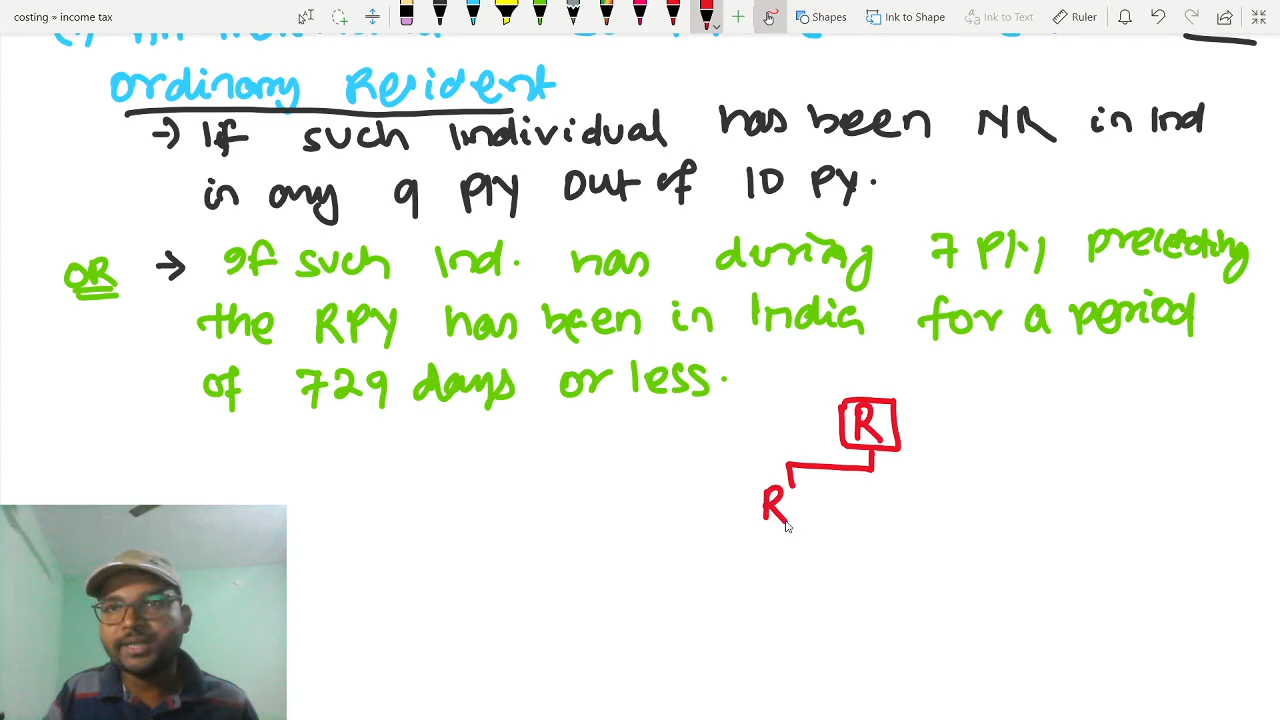 costing » income tax
Shapes
Ink to Shape
Ink to Text
Ruler
ordinary Resident
→ If such Individual has been NR in Ind
in any 9 P/Y out of 10 PY.
OR → If such Ind. has during 7 P/Y preceding
the RPY has been in India for a period
of 729 days or less.
R
R